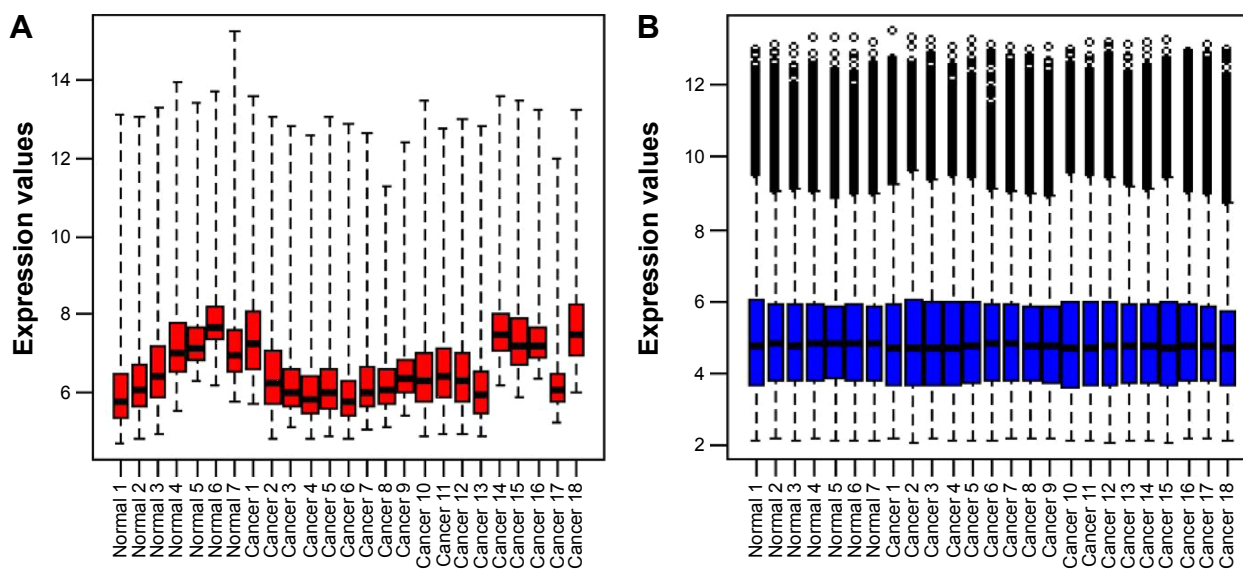 A
Expression values
14
12
10
8
6
Normal 1
Normal 2
Normal 3
Normal 4
Normal 5
Normal 6
Normal 7
Cancer 1
Cancer 2
Cancer 3
Cancer 4
Cancer 5
Cancer 6
Cancer 7
Cancer 8
Cancer 9
Cancer 10
Cancer 11
Cancer 12
Cancer 13
Cancer 14
Cancer 15
Cancer 16
Cancer 17
Cancer 18
B
Expression values
12
10
8
6
4
2
Normal 1
Normal 2
Normal 3
Normal 4
Normal 5
Normal 6
Normal 7
Cancer 1
Cancer 2
Cancer 3
Cancer 4
Cancer 5
Cancer 6
Cancer 7
Cancer 8
Cancer 9
Cancer 10
Cancer 11
Cancer 12
Cancer 13
Cancer 14
Cancer 15
Cancer 16
Cancer 17
Cancer 18